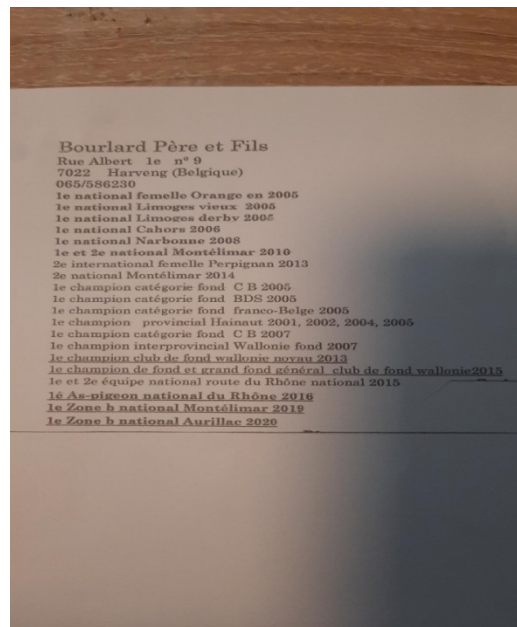 Bourlard Père et Fils
Rue Albert 1e n° 9
7022 Harveng (Belgique)
065/586230
1e national femelle Orange en 2005
1e national Limoges vieux 2005
1e national Limoges derby 2005
1e national Cahors 2006
1e national Narbonne 2008
1e et 2e national Montélimar 2010
2e international femelle Perpignan 2013
2e national Montélimar 2014
1e champion catégorie fond C B 2005
1e champion catégorie fond BDS 2005
1e champion catégorie fond franco-Belge 2005
1e champion provincial Hainaut 2001, 2002, 2004, 2005
1e champion catégorie fond C B 2007
1e champion interprovincial Wallonie fond 2007
1e champion club de fond wallonie noyau 2013
1e champion de fond et grand fond général club de fond wallonie2015
1e et 2e équipe national route du Rhône national 2015
1é As-pigeon national du Rhône 2016
1e Zone b national Montélimar 2019
1e Zone b national Aurillac 2020